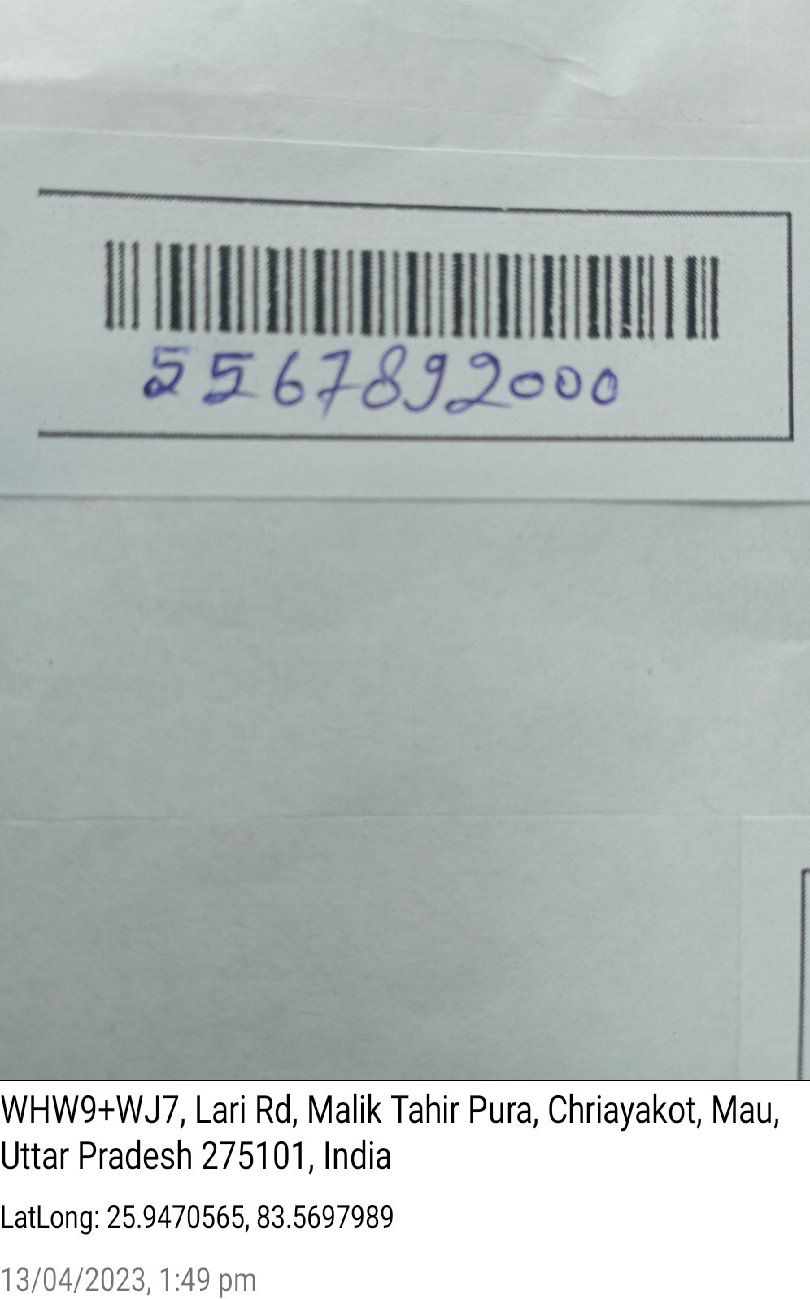 5567892000
WHW9+WJ7, Lari Rd, Malik Tahir Pura, Chriayakot, Mau,
Uttar Pradesh 275101, India
LatLong: 25.9470565, 83.5697989
13/04/2023, 1:49 pm